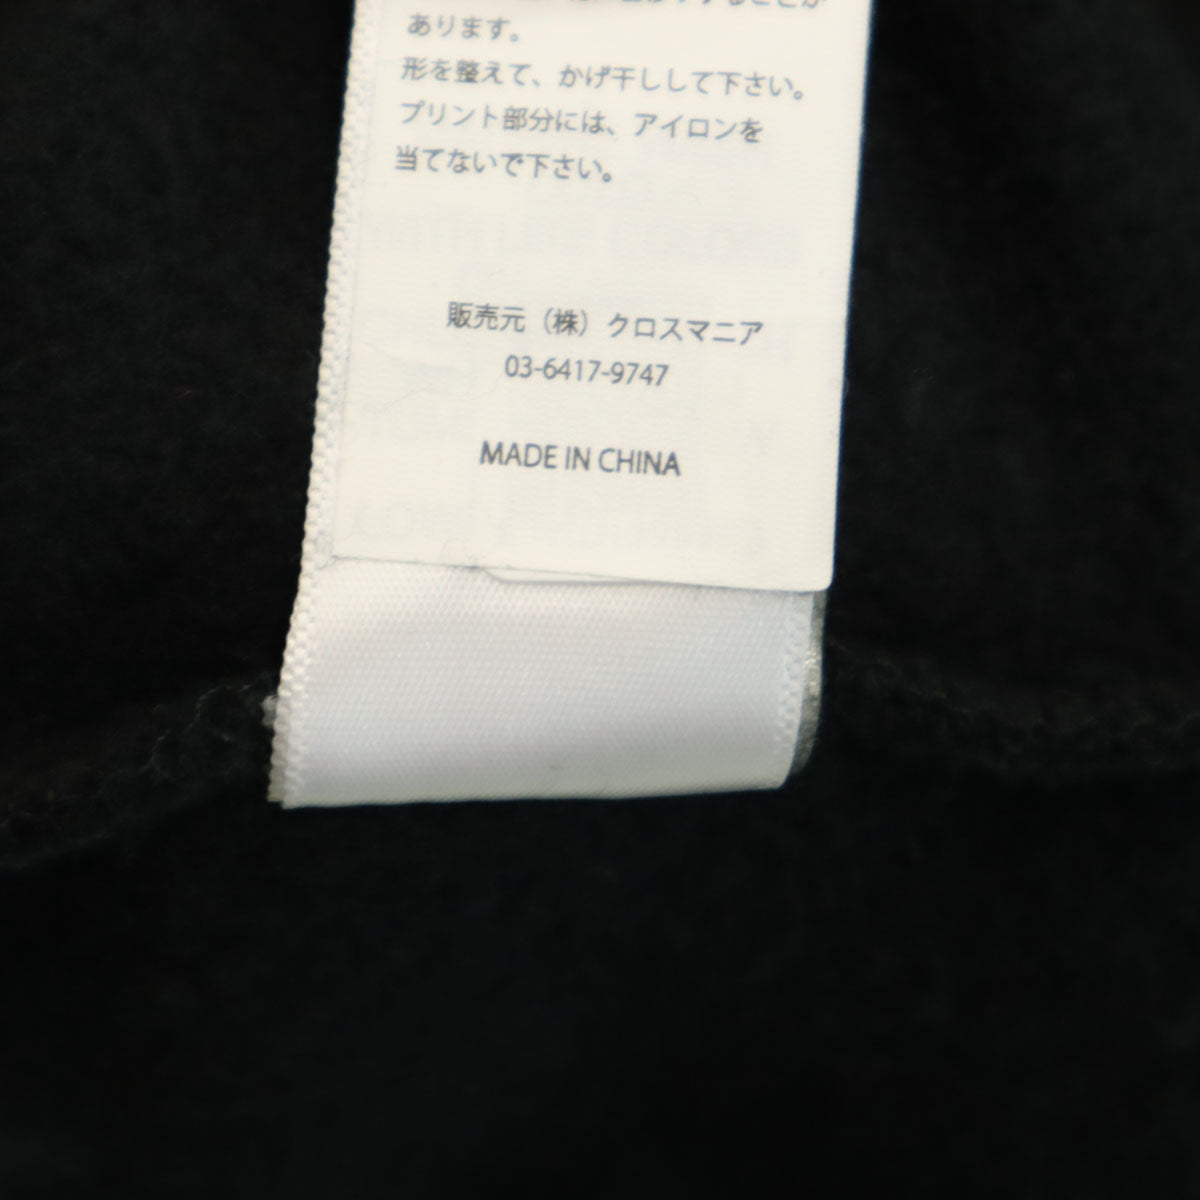 あります。
形を整えて、かげ干しして下さい。
プリント部分には、アイロンを
当てないで下さい。
販売元（株）クロスマニア
03-6417-9747
MADE IN CHINA